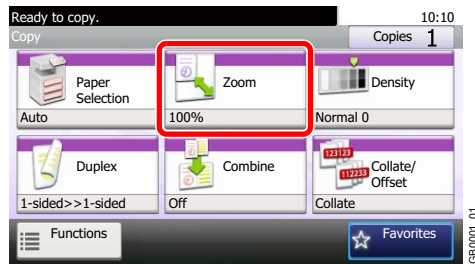 Ready to copy.
10:10
Copy
Copies 1
Paper
Selection
Auto
Zoom
100%
Density
Normal 0
Duplex
1-sided>>1-sided
Combine
Off
123123
112233
Collate/
Offset
Collate
Functions
Favorites
GB0001_01